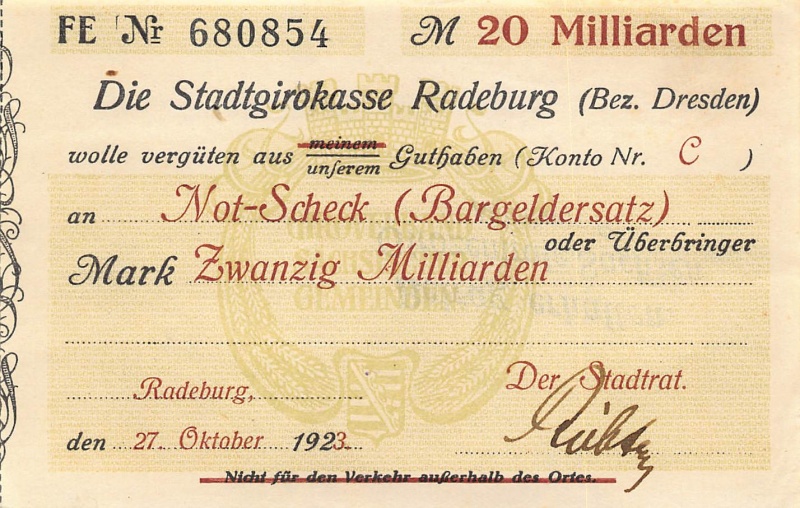 FE Nr 680854 M 20 Milliarden
Die Stadtgirokasse Radeburg (Bez. Dresden)
wolle vergüten aus meinem
unserem Guthaben (Konto Nr. C )
an Not-Scheck (Bargeldersatz)
oder Überbringer
Mark Zwanzig Milliarden
GEMEINDEN
Radeburg, Der Stadtrat.
den 27. Oktober 1923.
Nicht für den Verkehr außerhalb des Ortes.